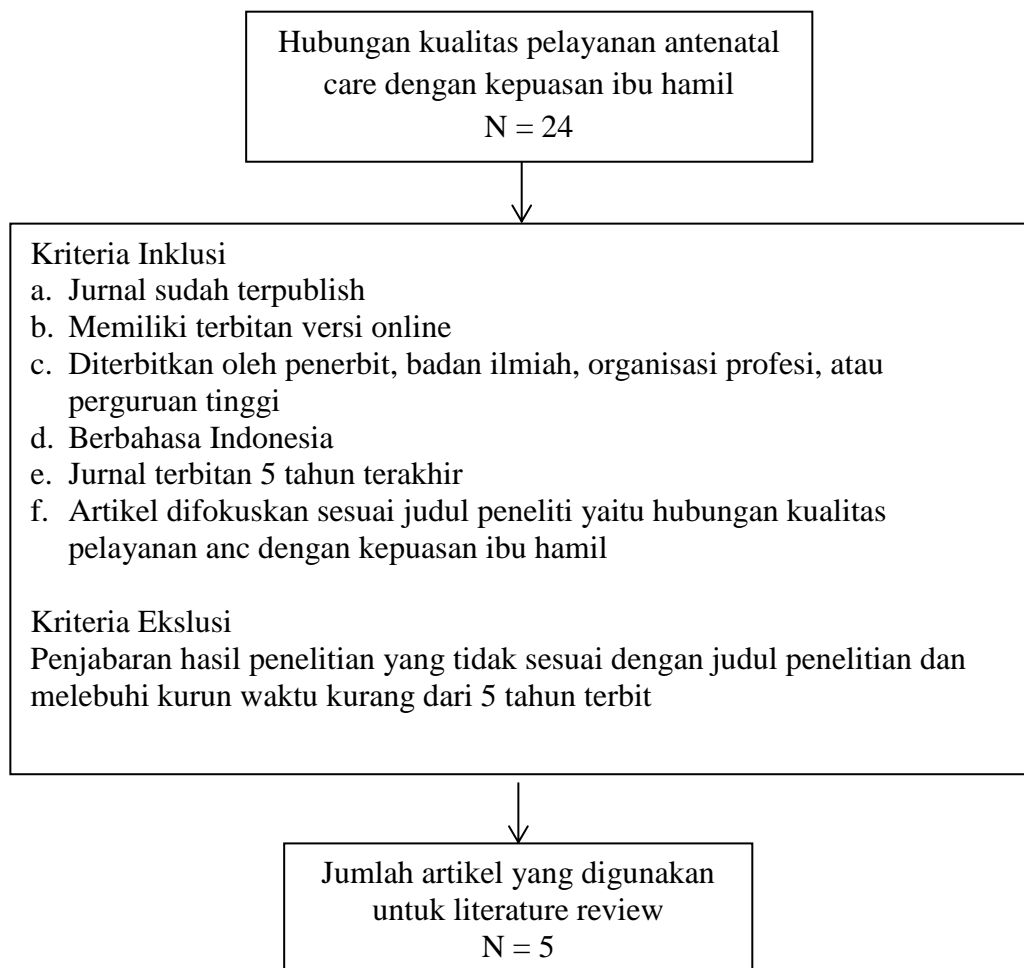 Hubungan kualitas pelayanan antenatal
care dengan kepuasan ibu hamil
N = 24
Kriteria Inklusi
a. Jurnal sudah terpublish
b. Memiliki terbitan versi online
c. Diterbitkan oleh penerbit, badan ilmiah, organisasi profesi, atau
perguruan tinggi
d. Berbahasa Indonesia
e. Jurnal terbitan 5 tahun terakhir
f. Artikel difokuskan sesuai judul peneliti yaitu hubungan kualitas
pelayanan anc dengan kepuasan ibu hamil
Kriteria Ekslusi
Penjabaran hasil penelitian yang tidak sesuai dengan judul penelitian dan
melebuhi kurun waktu kurang dari 5 tahun terbit
Jumlah artikel yang digunakan
untuk literature review
N = 5